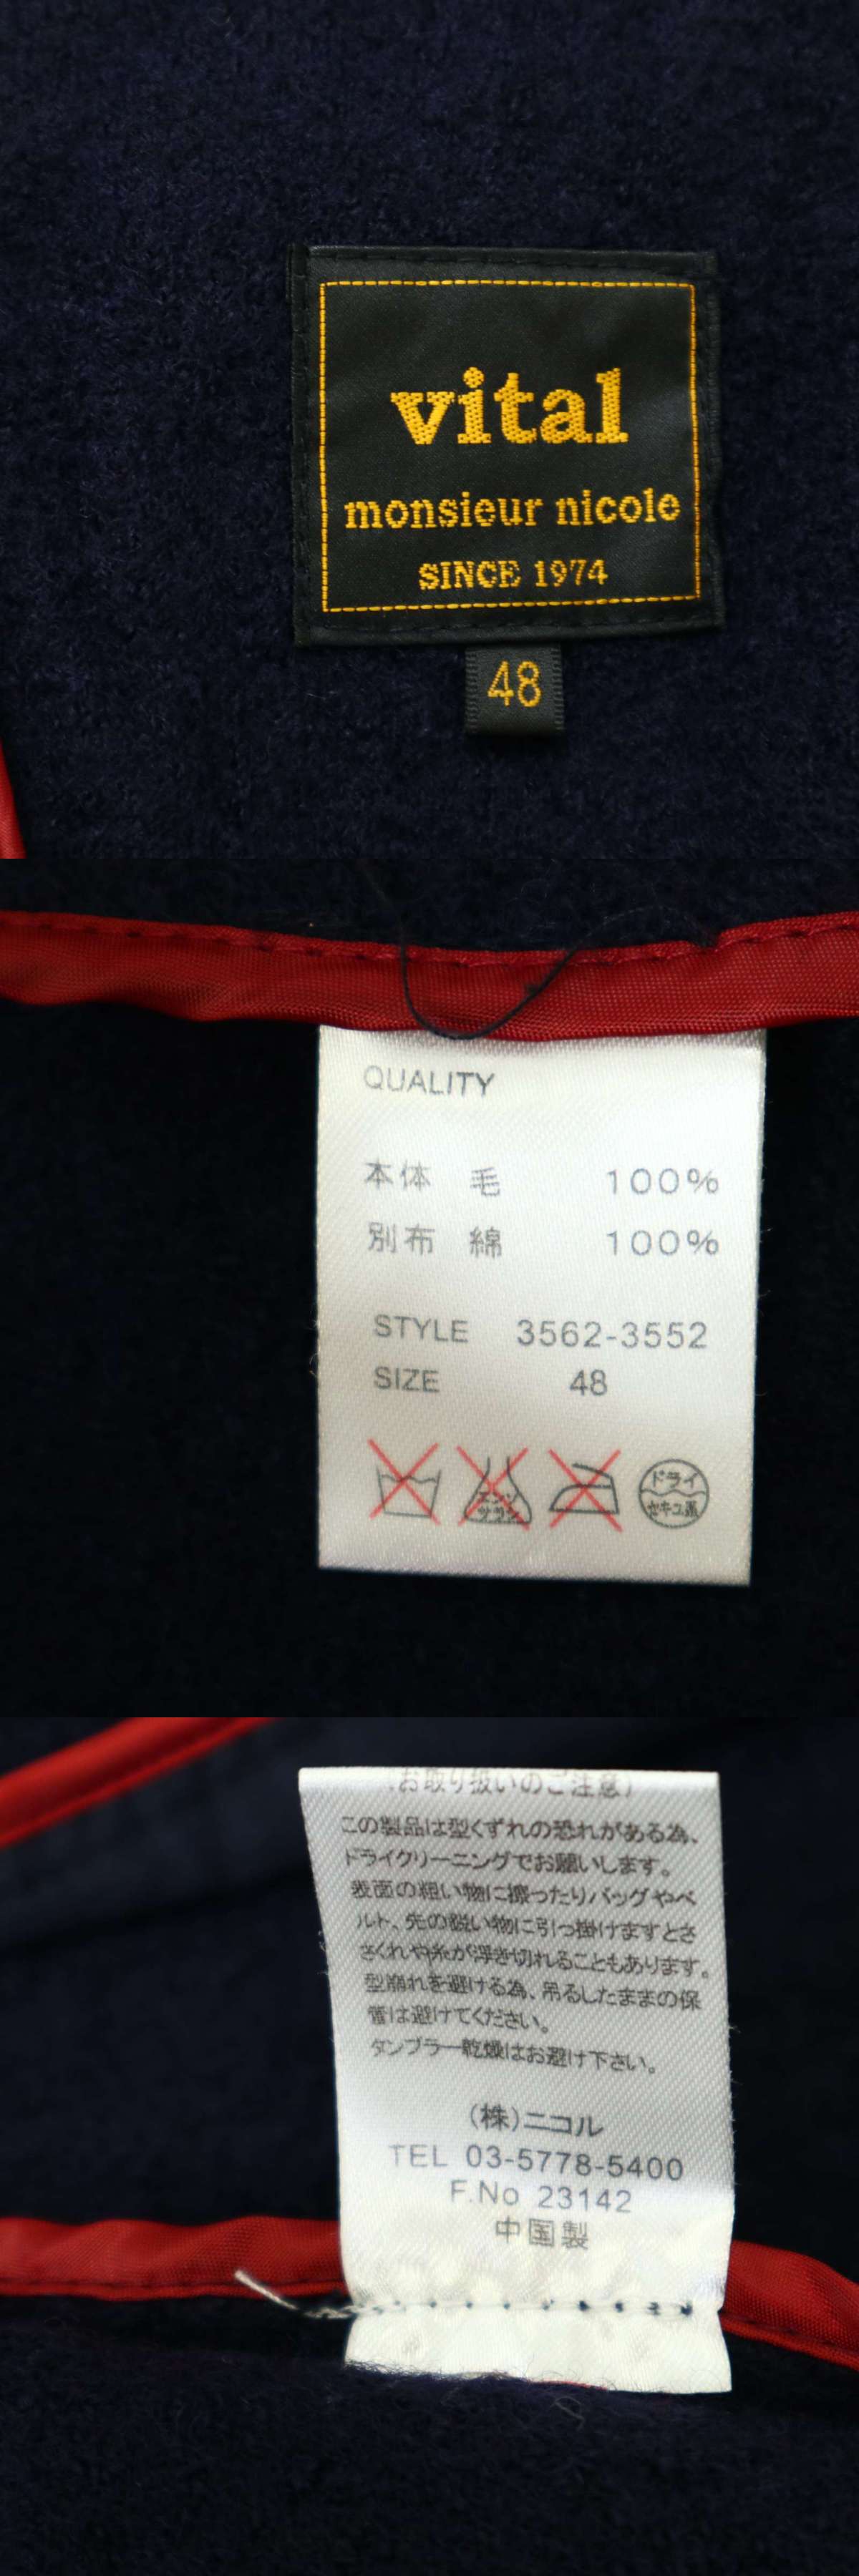 vital
monsieur nicole
SINCE 1974
48
QUALITY
本体 毛 100%
別布 綿 100%
STYLE 3562-3552
SIZE 48
エンソ
サラシ
ドライ
セキユ系
(お取り扱いのご注意)
この製品は型くずれの恐れがある為、
ドライクリーニングでお願いします。
表面の粗い物に擦ったりバッグやベ
ルト、先の鋭い物に引っ掛けますとさ
さくれや糸が浮き切れることもあります。
型崩れを避ける為、吊るしたままの保
管は避けてください。
タンブラー乾燥はお避け下さい。
(株)ニコル
TEL 03-5778-5400
F.No 23142
中国製